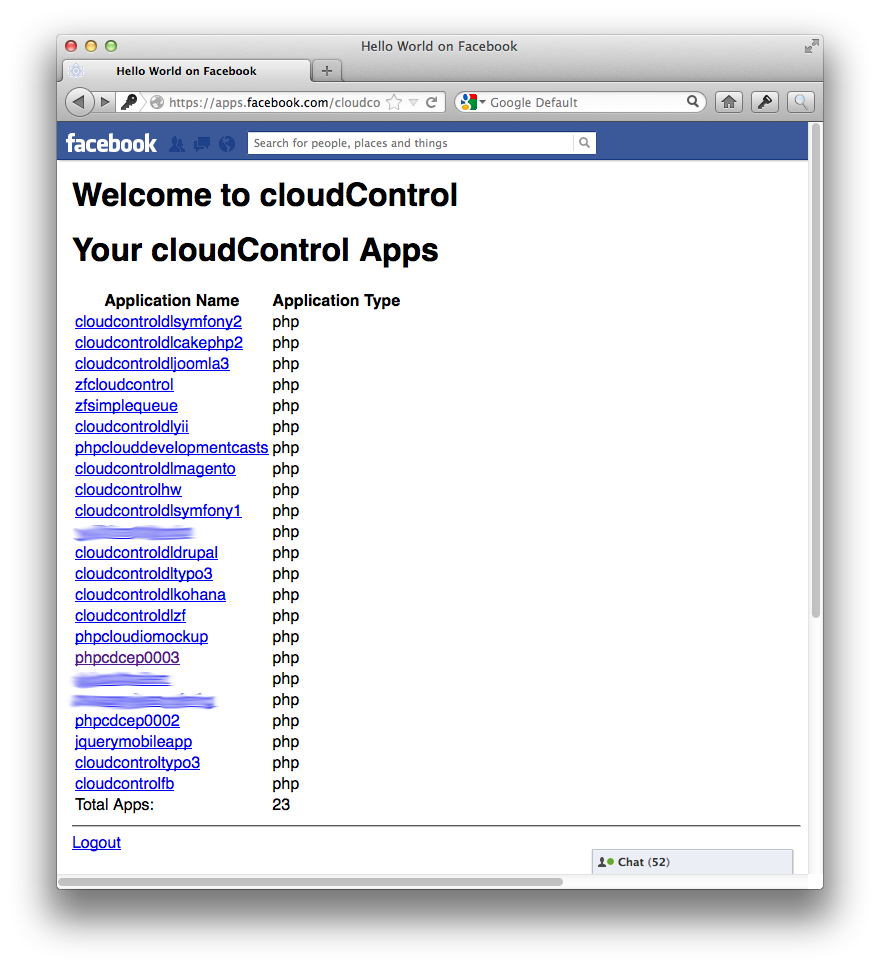 Hello World on Facebook
Hello World on Facebook
https://apps.facebook.com/cloudco Google Default
facebook Search for people, places and things
Welcome to cloudControl
Your cloudControl Apps
Application Name Application Type
cloudcontroldlsymfony2 php
cloudcontroldlcakephp2 php
cloudcontroldljoomla3 php
zfcloudcontrol php
zfsimplequeue php
cloudcontroldlyii php
phpclouddevelopmentcasts php
cloudcontroldlmagento php
cloudcontrolhw php
cloudcontroldlsymfony1 php
php
cloudcontroldldrupal php
cloudcontroldltypo3 php
cloudcontroldlkohana php
cloudcontroldlzf php
phpcloudiomockup php
phpcdcep0003 php
php
php
phpcdcep0002 php
jquerymobileapp php
cloudcontroltypo3 php
cloudcontrolfb php
Total Apps: 23
Logout
Chat (52)